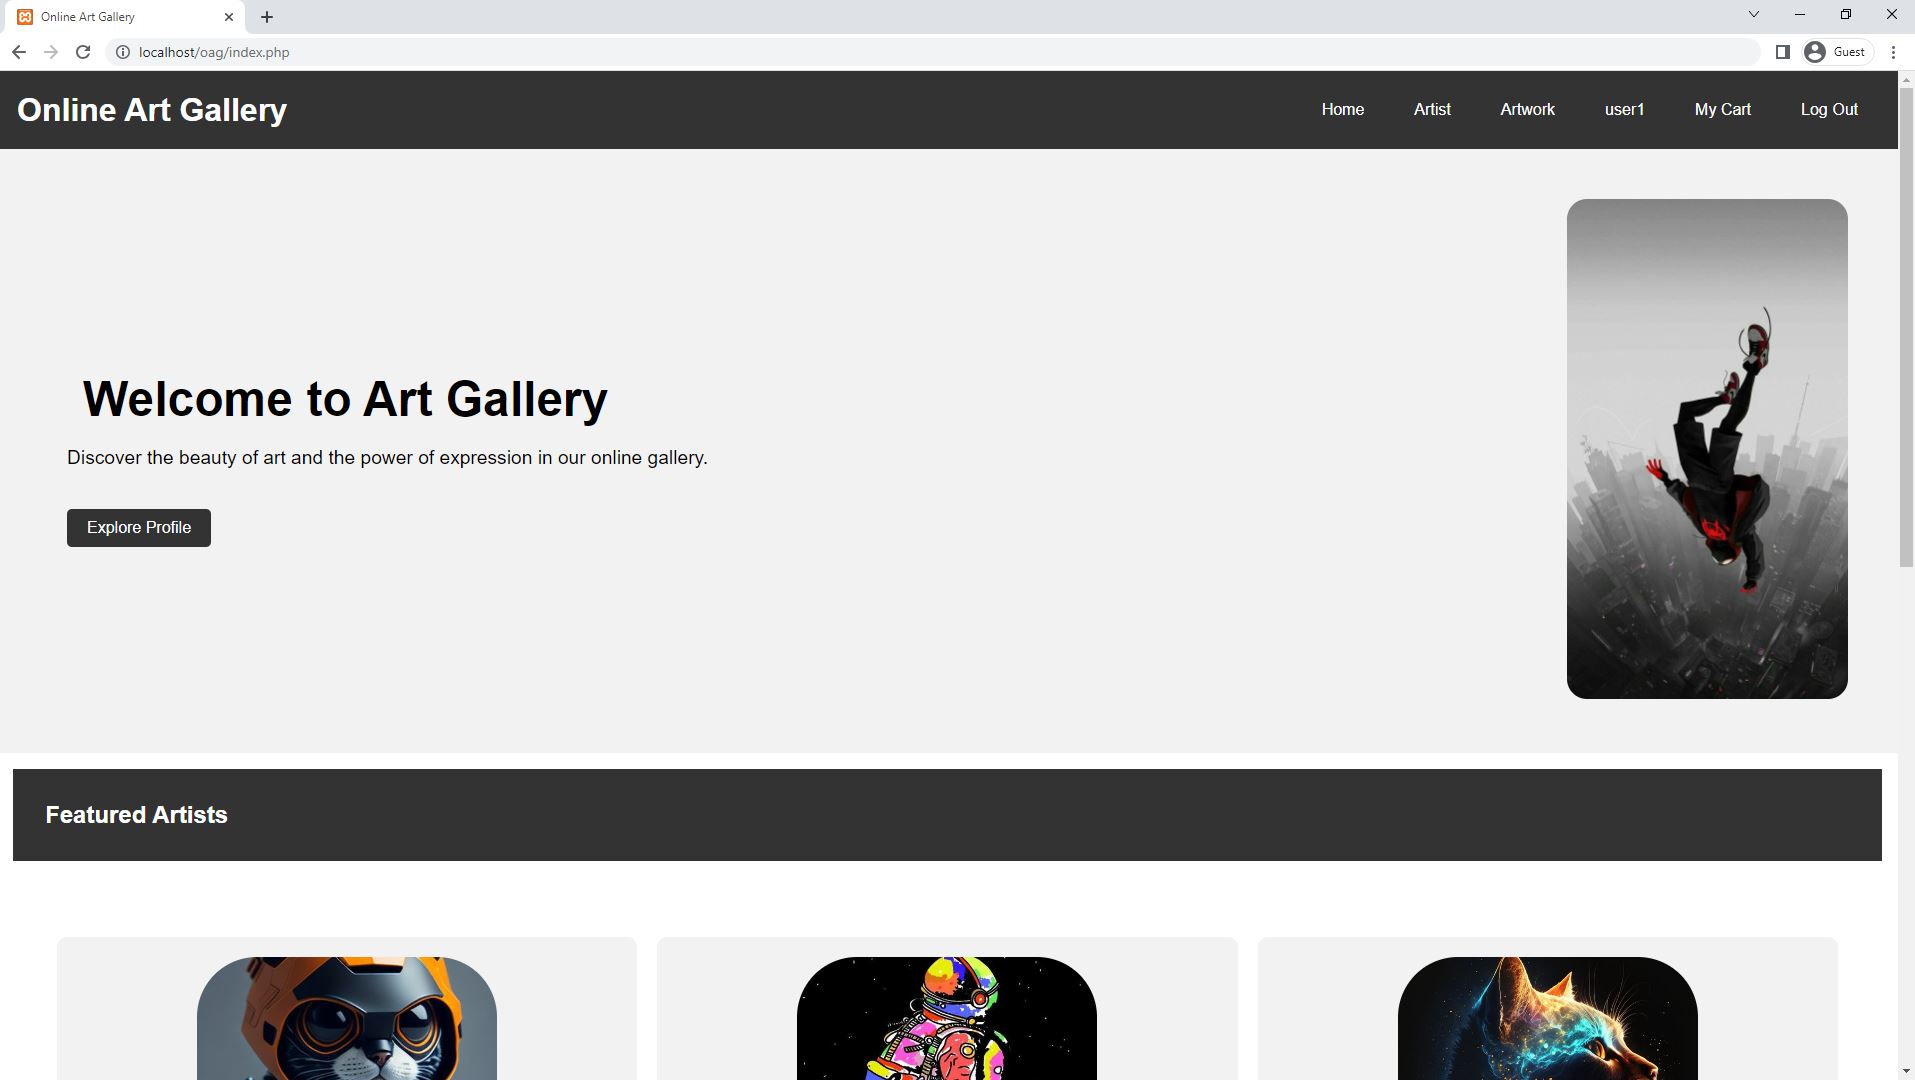 Online Art Gallery
localhost/oag/index.php
Guest
Online Art Gallery
Home
Artist
Artwork
user1
My Cart
Log Out
Welcome to Art Gallery
Discover the beauty of art and the power of expression in our online gallery.
Explore Profile
Featured Artists